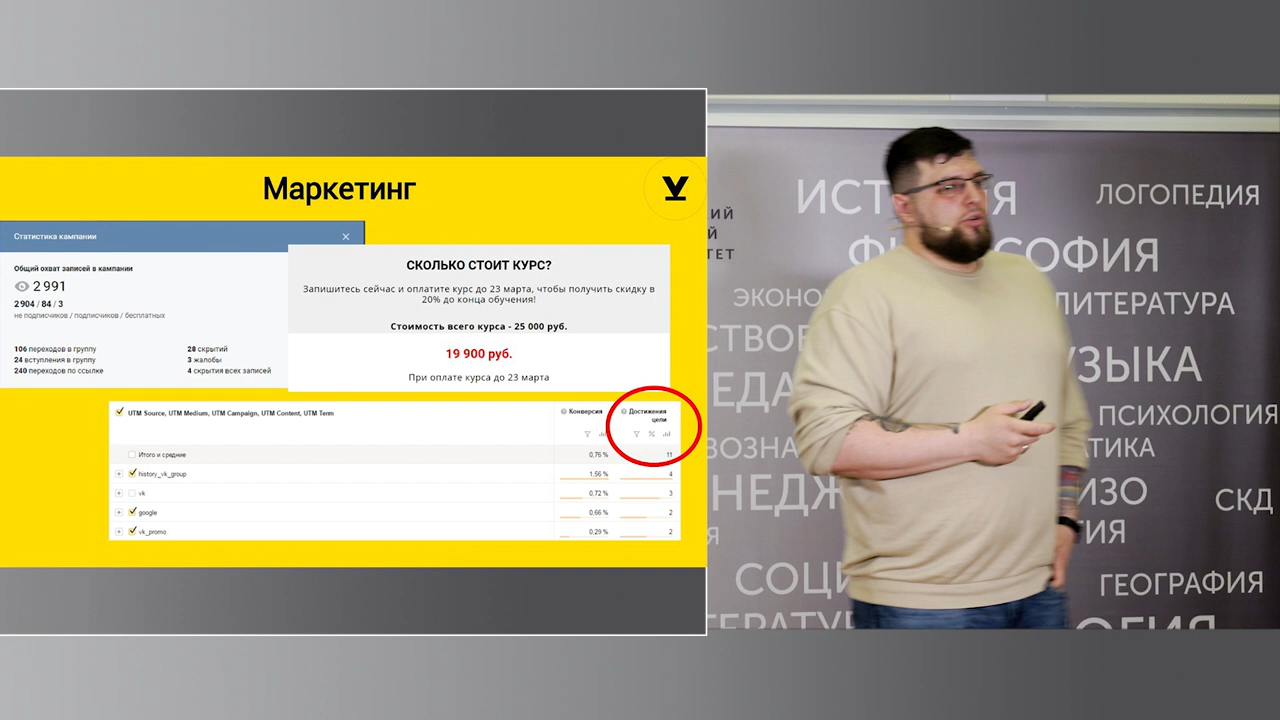 Маркетинг
Статистика кампании
Общий охват записей в кампании
2 991
2 904 / 84 / 3
не подписчиков / подписчики / бесплатных
106 переходов в группу
24 вступления в группу
240 переходов по ссылке
28 скрытий
3 жалобы
4 скрытия всех записей
СКОЛЬКО СТОИТ КУРС?
Запишитесь сейчас и оплатите курс до 23 марта, чтобы получить скидку в
20% до конца обучения!
Стоимость всего курса - 25 000 руб.
19 900 руб.
При оплате курса до 23 марта
UTM Source, UTM Medium, UTM Campaign, UTM Content, UTM Term
Конверсия
Достижения
цели
Итого и средние 0,76 % 11
history_vk_group 1,56 % 4
vk 0,72 % 3
google 0,66 % 2
vk_promo 0,29 % 2
ЛОГОПЕДИЯ
ЛИТЕРАТУРА
ПСИХОЛОГИЯ
ИЗО
СКД
ГЕОГРАФИЯ